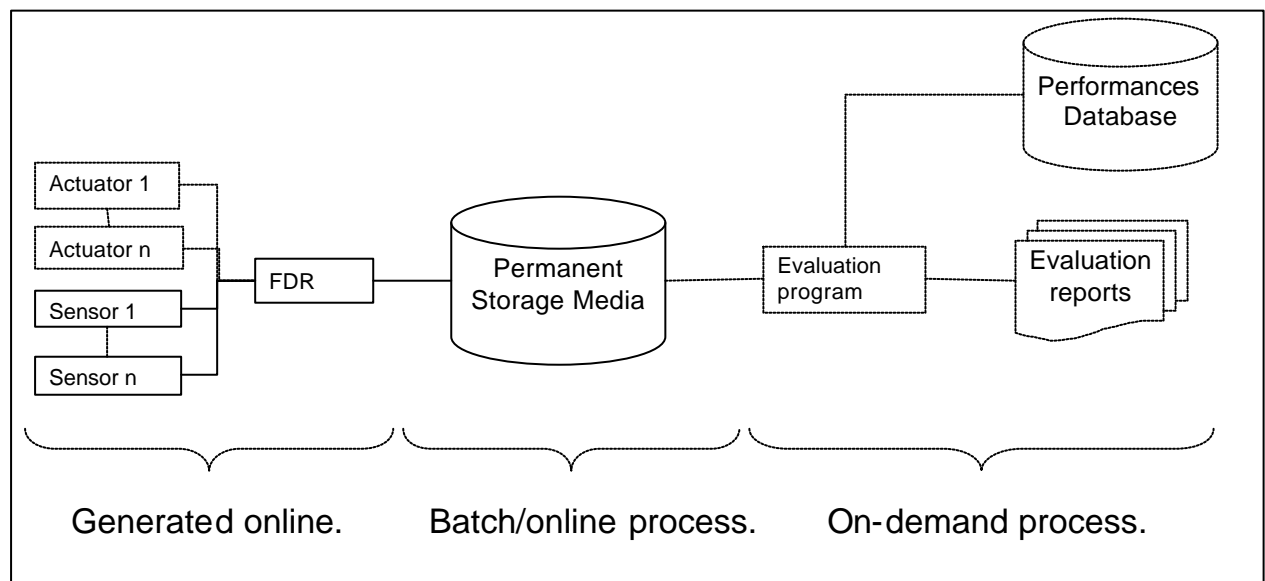 Performances
Database
Actuator 1
Actuator n
Sensor 1
Sensor n
FDR
Permanent
Storage Media
Evaluation
program
Evaluation
reports
Generated online.
Batch/online process.
On-demand process.